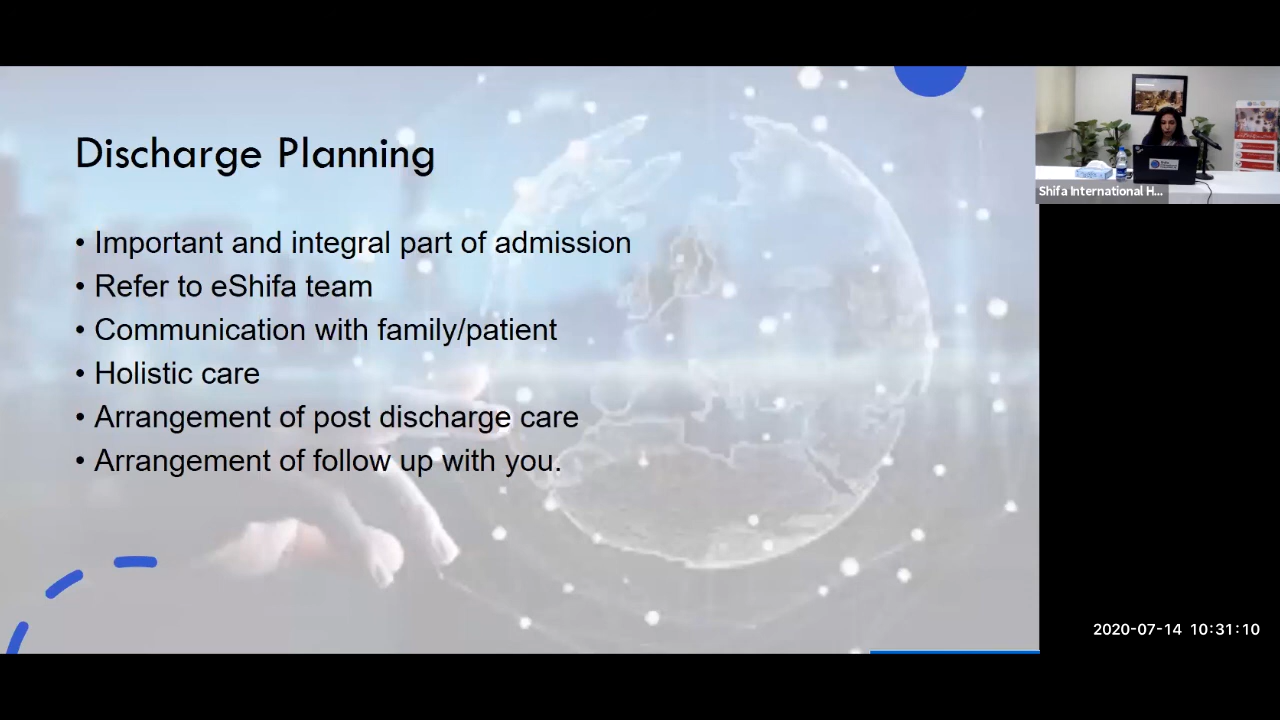 Discharge Planning
• Important and integral part of admission
• Refer to eShifa team
• Communication with family/patient
• Holistic care
• Arrangement of post discharge care
• Arrangement of follow up with you.
Shifa International H...
2020-07-14 10:31:10